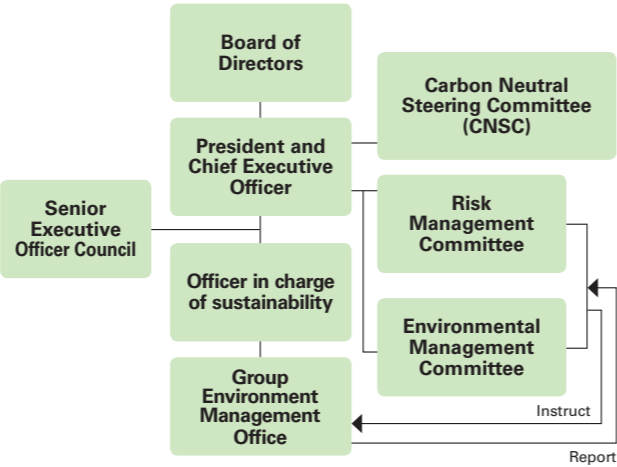 Board of
Directors
Carbon Neutral
Steering Committee
(CNSC)
President and
Chief Executive
Officer
Senior
Executive
Officer Council
Risk
Management
Committee
Officer in charge
of sustainability
Environmental
Management
Committee
Group
Environment
Management
Office
Instruct
Report